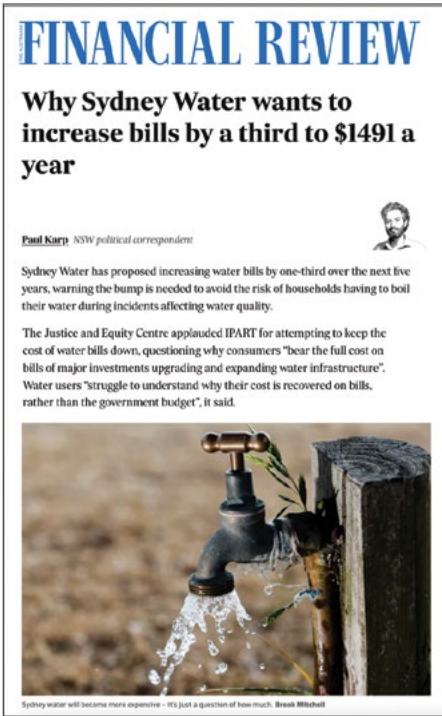 THE AUSTRALIAN
FINANCIAL REVIEW
Why Sydney Water wants to
increase bills by a third to $1491 a
year
Paul Karp NSW political correspondent
Sydney Water has proposed increasing water bills by one-third over the next five
years, warning the bump is needed to avoid the risk of households having to boil
their water during incidents affecting water quality.
The Justice and Equity Centre applauded IPART for attempting to keep the
cost of water bills down, questioning why consumers "bear the full cost on
bills of major investments upgrading and expanding water infrastructure".
Water users "struggle to understand why their cost is recovered on bills,
rather than the government budget", it said.
Sydney water will become more expensive – it's just a question of how much. Brook Mitchell